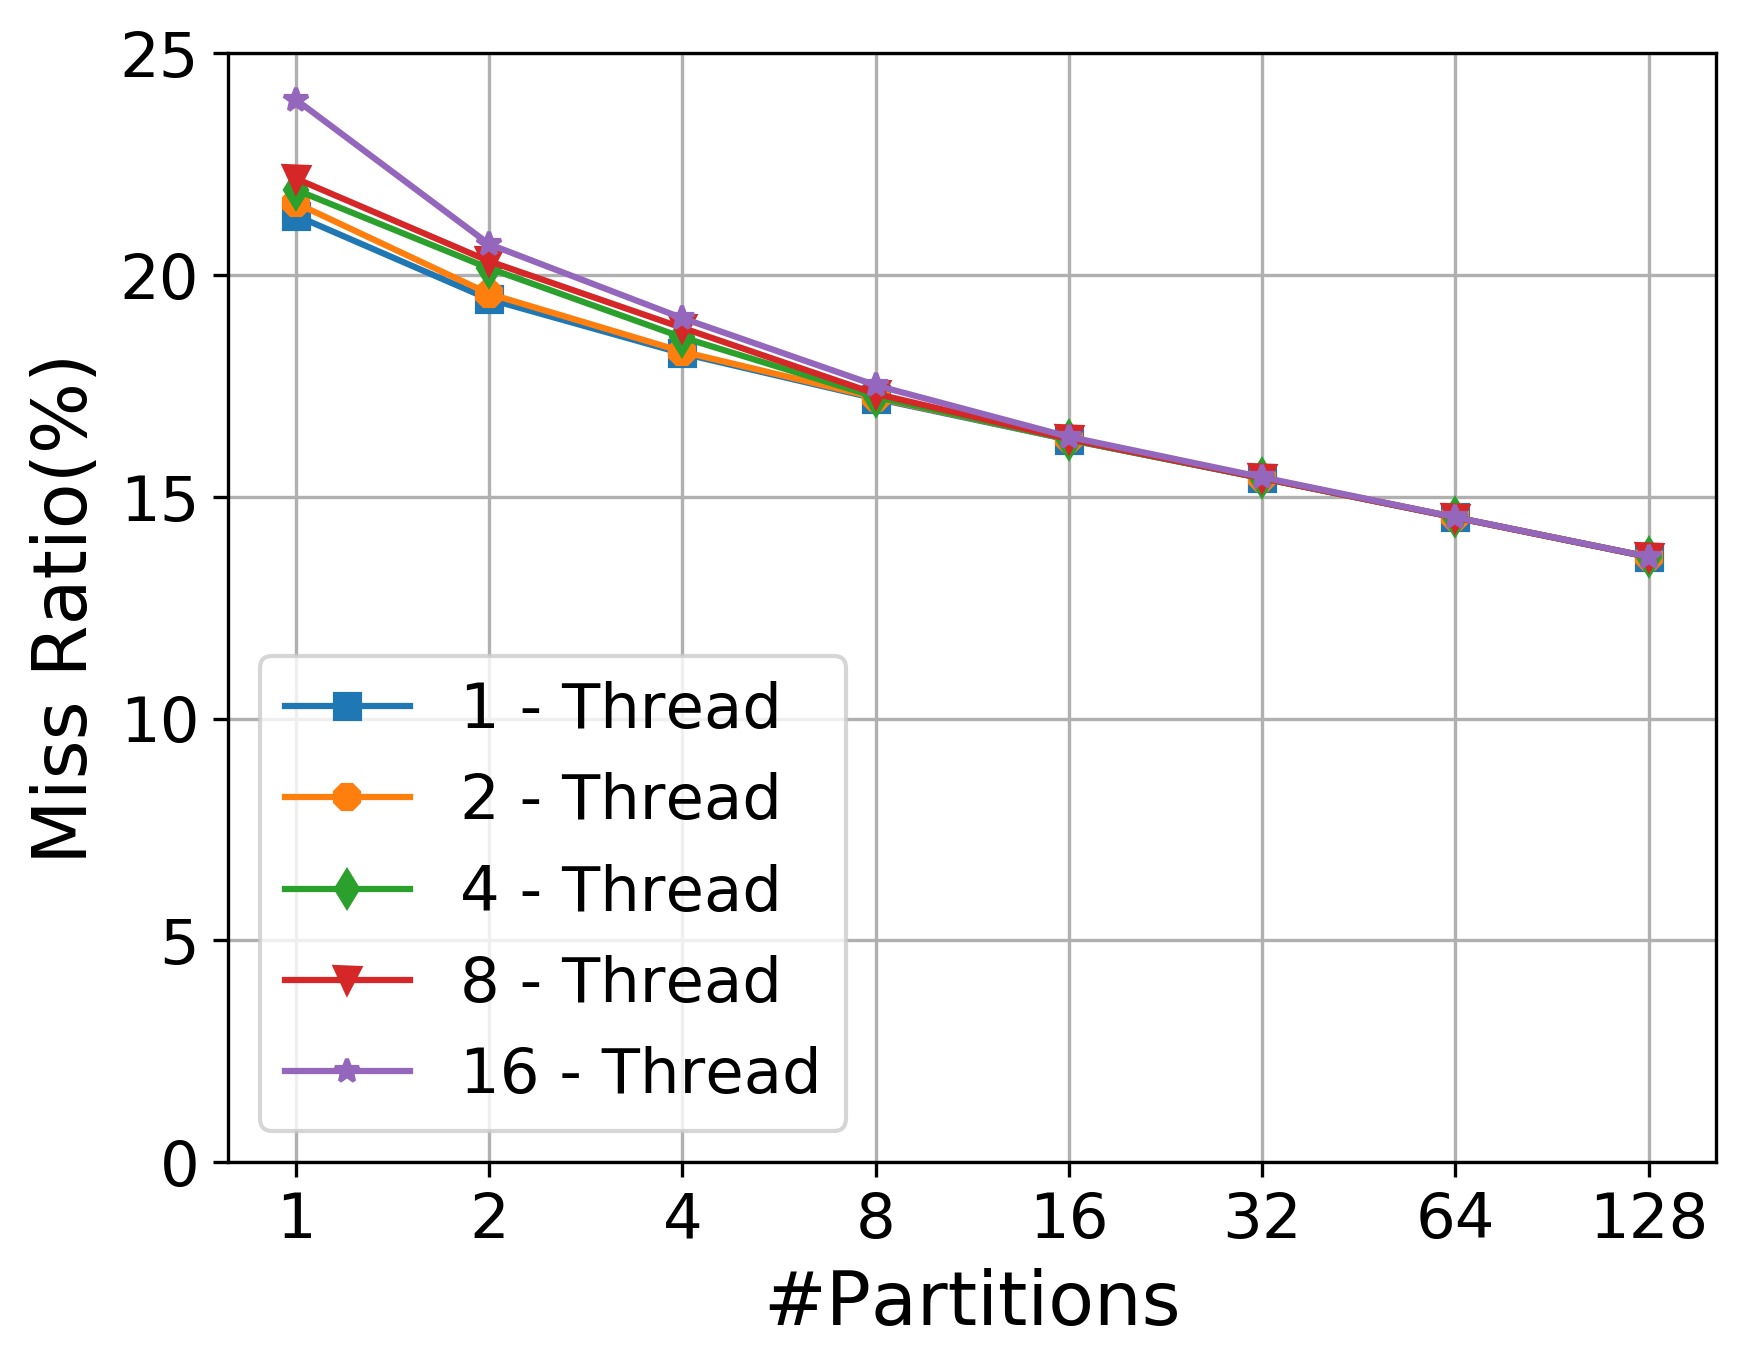 25
20
15
10
5
0
Miss Ratio(%)
1 - Thread
2 - Thread
4 - Thread
8 - Thread
16 - Thread
1 2 4 8 16 32 64 128
#Partitions